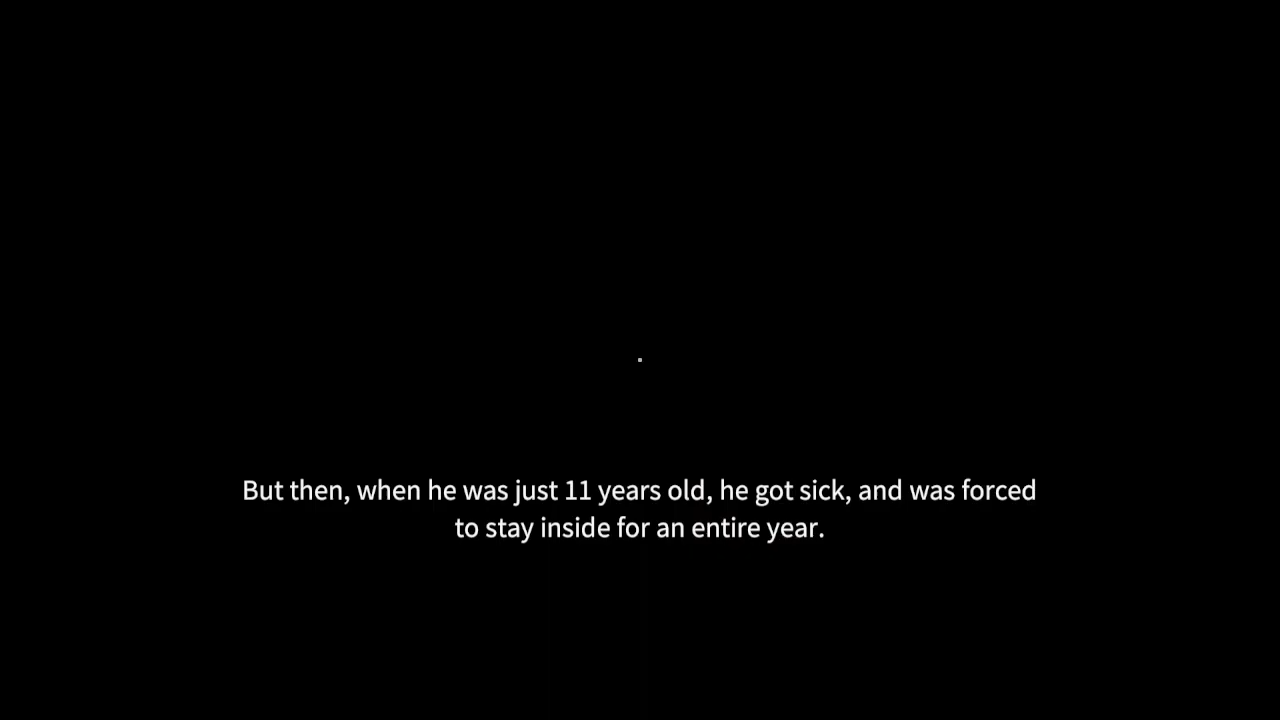 But then, when he was just 11 years old, he got sick, and was forced
to stay inside for an entire year.